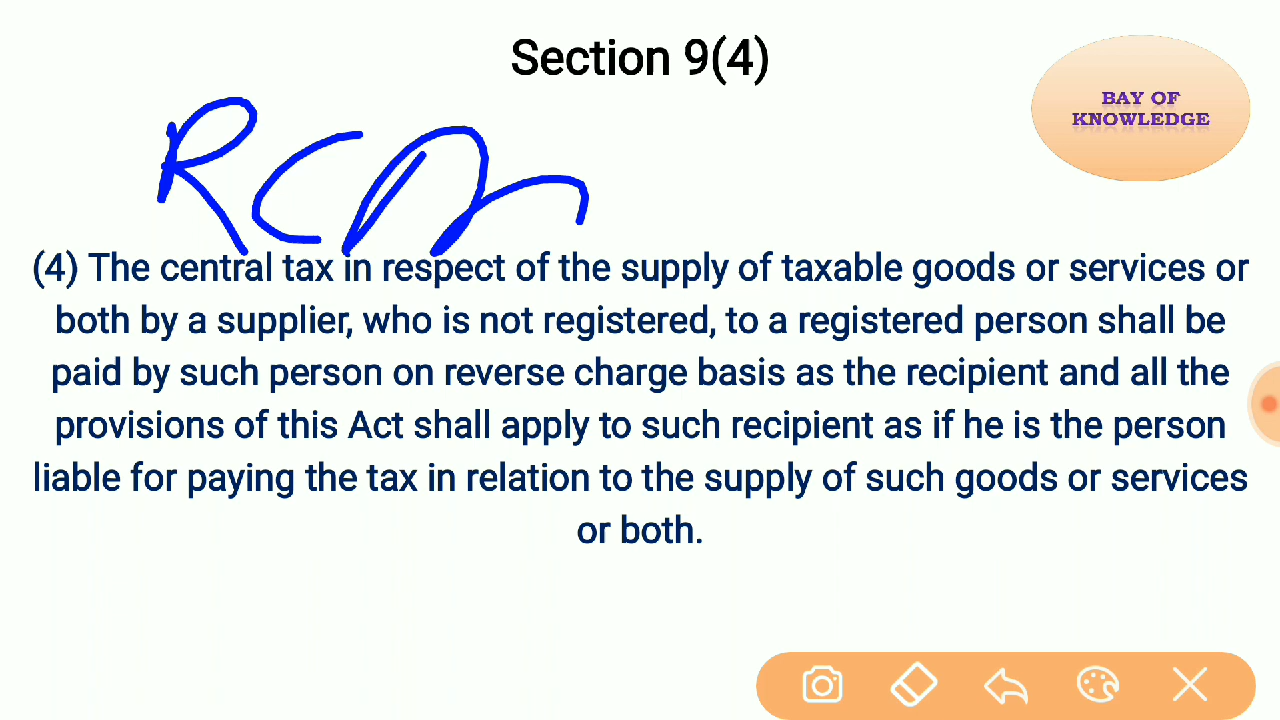 Section 9(4)
BAY OF
KNOWLEDGE
RCM
(4) The central tax in respect of the supply of taxable goods or services or
both by a supplier, who is not registered, to a registered person shall be
paid by such person on reverse charge basis as the recipient and all the
provisions of this Act shall apply to such recipient as if he is the person
liable for paying the tax in relation to the supply of such goods or services
or both.